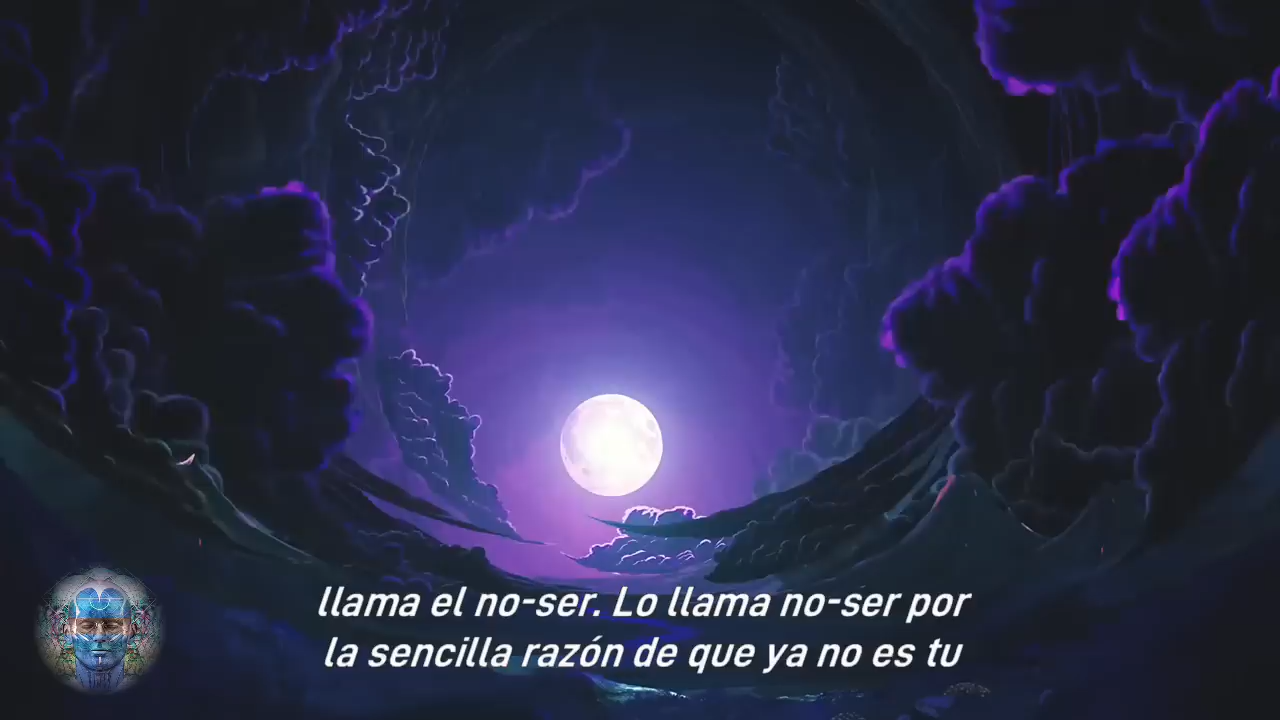 llama el no-ser. Lo llama no-ser por
la sencilla razón de que ya no es tu